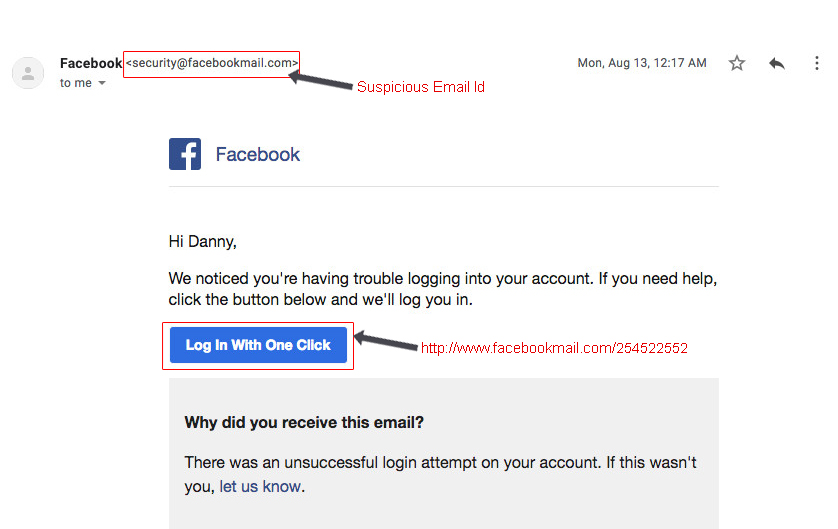 Facebook <security@facebookmail.com>
Mon, Aug 13, 12:17 AM
to me
Suspicious Email Id
Facebook
Hi Danny,
We noticed you're having trouble logging into your account. If you need help,
click the button below and we'll log you in.
Log In With One Click
http://www.facebookmail.com/254522552
Why did you receive this email?
There was an unsuccessful login attempt on your account. If this wasn't
you, let us know.